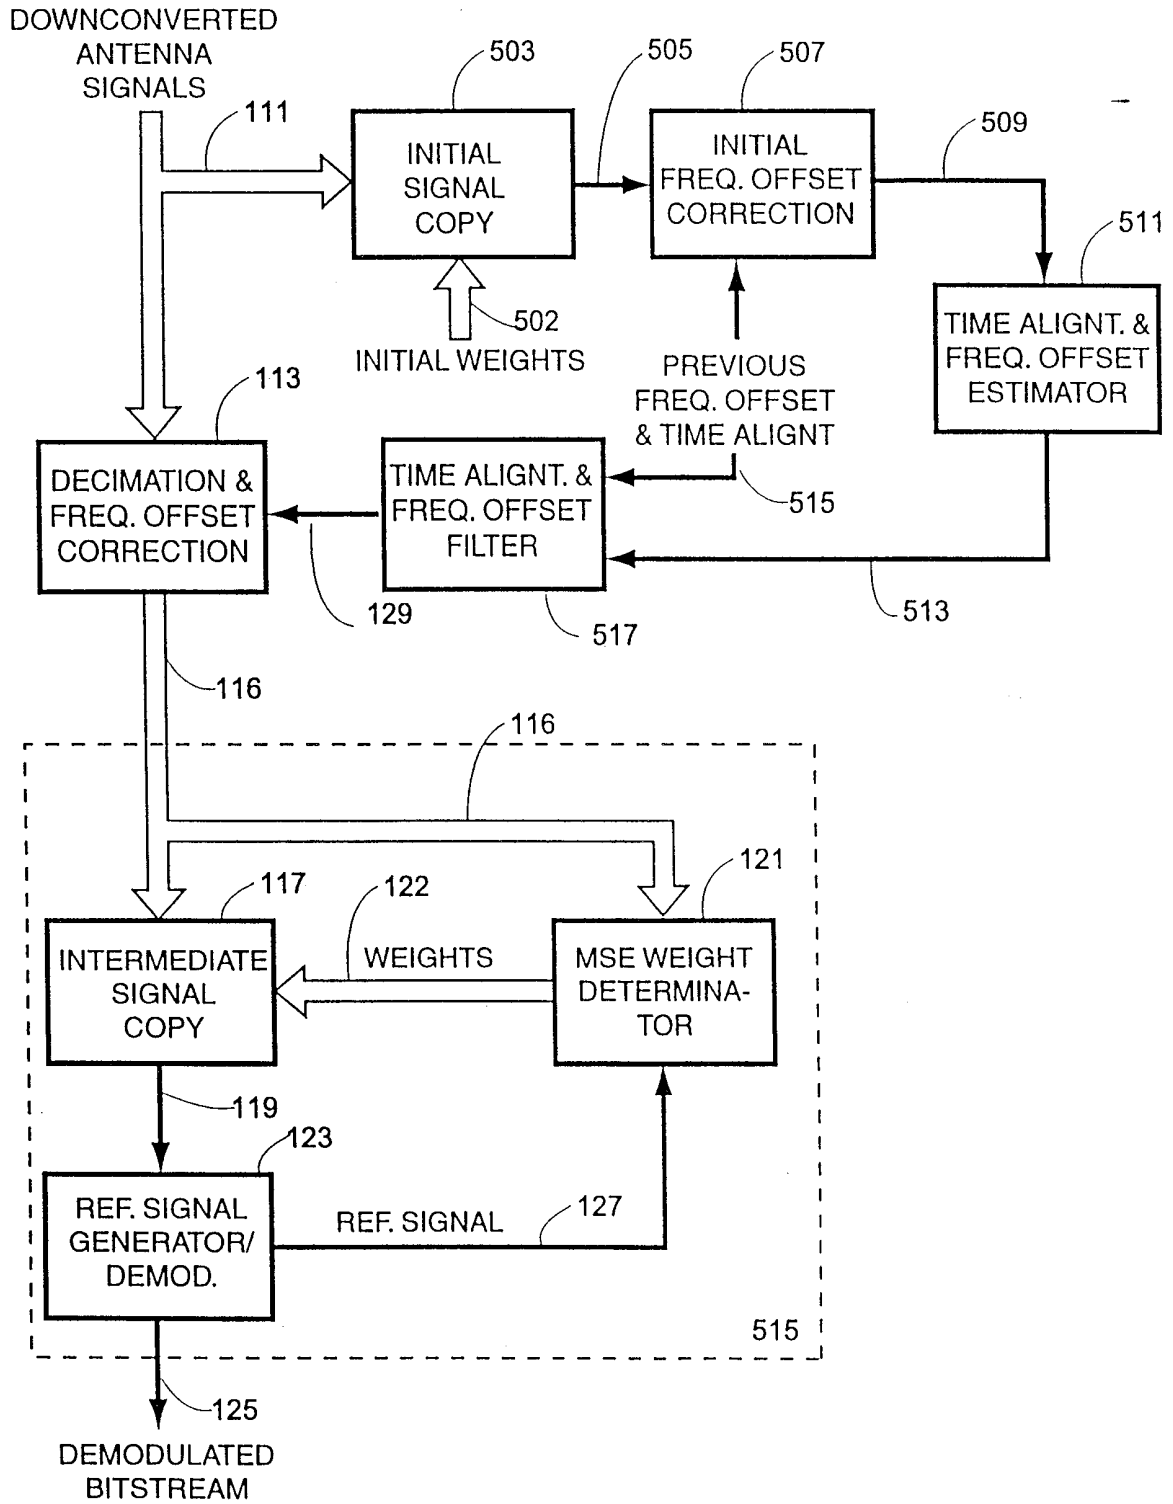 DOWNCONVERTED
ANTENNA
SIGNALS
111
503
505
507
509
511
INITIAL
SIGNAL
COPY
INITIAL
FREQ. OFFSET
CORRECTION
502
INITIAL WEIGHTS
TIME ALIGNT. &
FREQ. OFFSET
ESTIMATOR
PREVIOUS
FREQ. OFFSET
& TIME ALIGNT
113
DECIMATION &
FREQ. OFFSET
CORRECTION
TIME ALIGNT. &
FREQ. OFFSET
FILTER
515
129
517
513
116
116
117
122
121
INTERMEDIATE
SIGNAL
COPY
WEIGHTS
MSE WEIGHT
DETERMINA-
TOR
119
123
REF. SIGNAL
GENERATOR/
DEMOD.
REF. SIGNAL
127
515
125
DEMODULATED
BITSTREAM